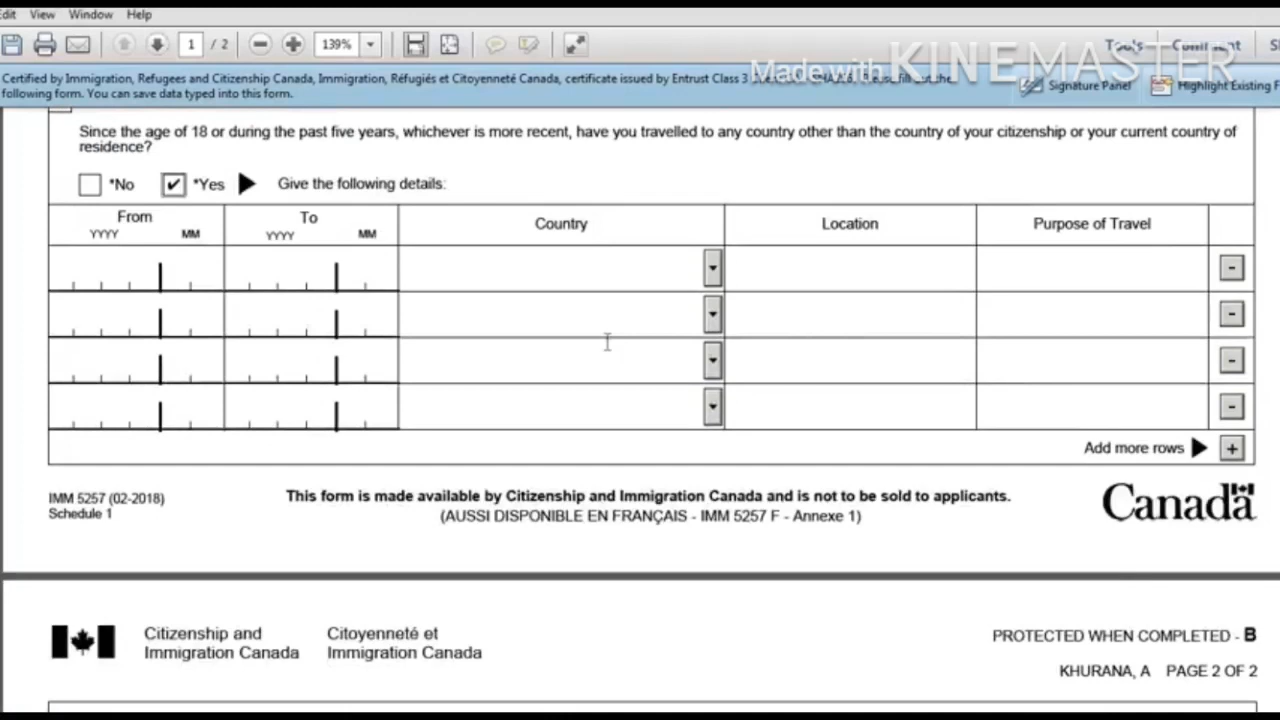 Edit View Window Help
1 / 2 139% Tools Comment
Made with KINEMASTER
Certified by Immigration, Refugees and Citizenship Canada, Immigration, Réfugiés et Citoyenneté Canada, certificate issued by Entrust Class 3
following form. You can save data typed into this form.
Signature Panel Highlight Existing F
Since the age of 18 or during the past five years, whichever is more recent, have you travelled to any country other than the country of your citizenship or your current country of
residence?
*No ✔ *Yes Give the following details:
From To Country Location Purpose of Travel
YYYY MM YYYY MM
-
-
-
-
Add more rows +
IMM 5257 (02-2018)
Schedule 1
This form is made available by Citizenship and Immigration Canada and is not to be sold to applicants.
(AUSSI DISPONIBLE EN FRANÇAIS - IMM 5257 F - Annexe 1)
Canada
Citizenship and Citoyenneté et
Immigration Canada Immigration Canada
PROTECTED WHEN COMPLETED - B
KHURANA, A PAGE 2 OF 2